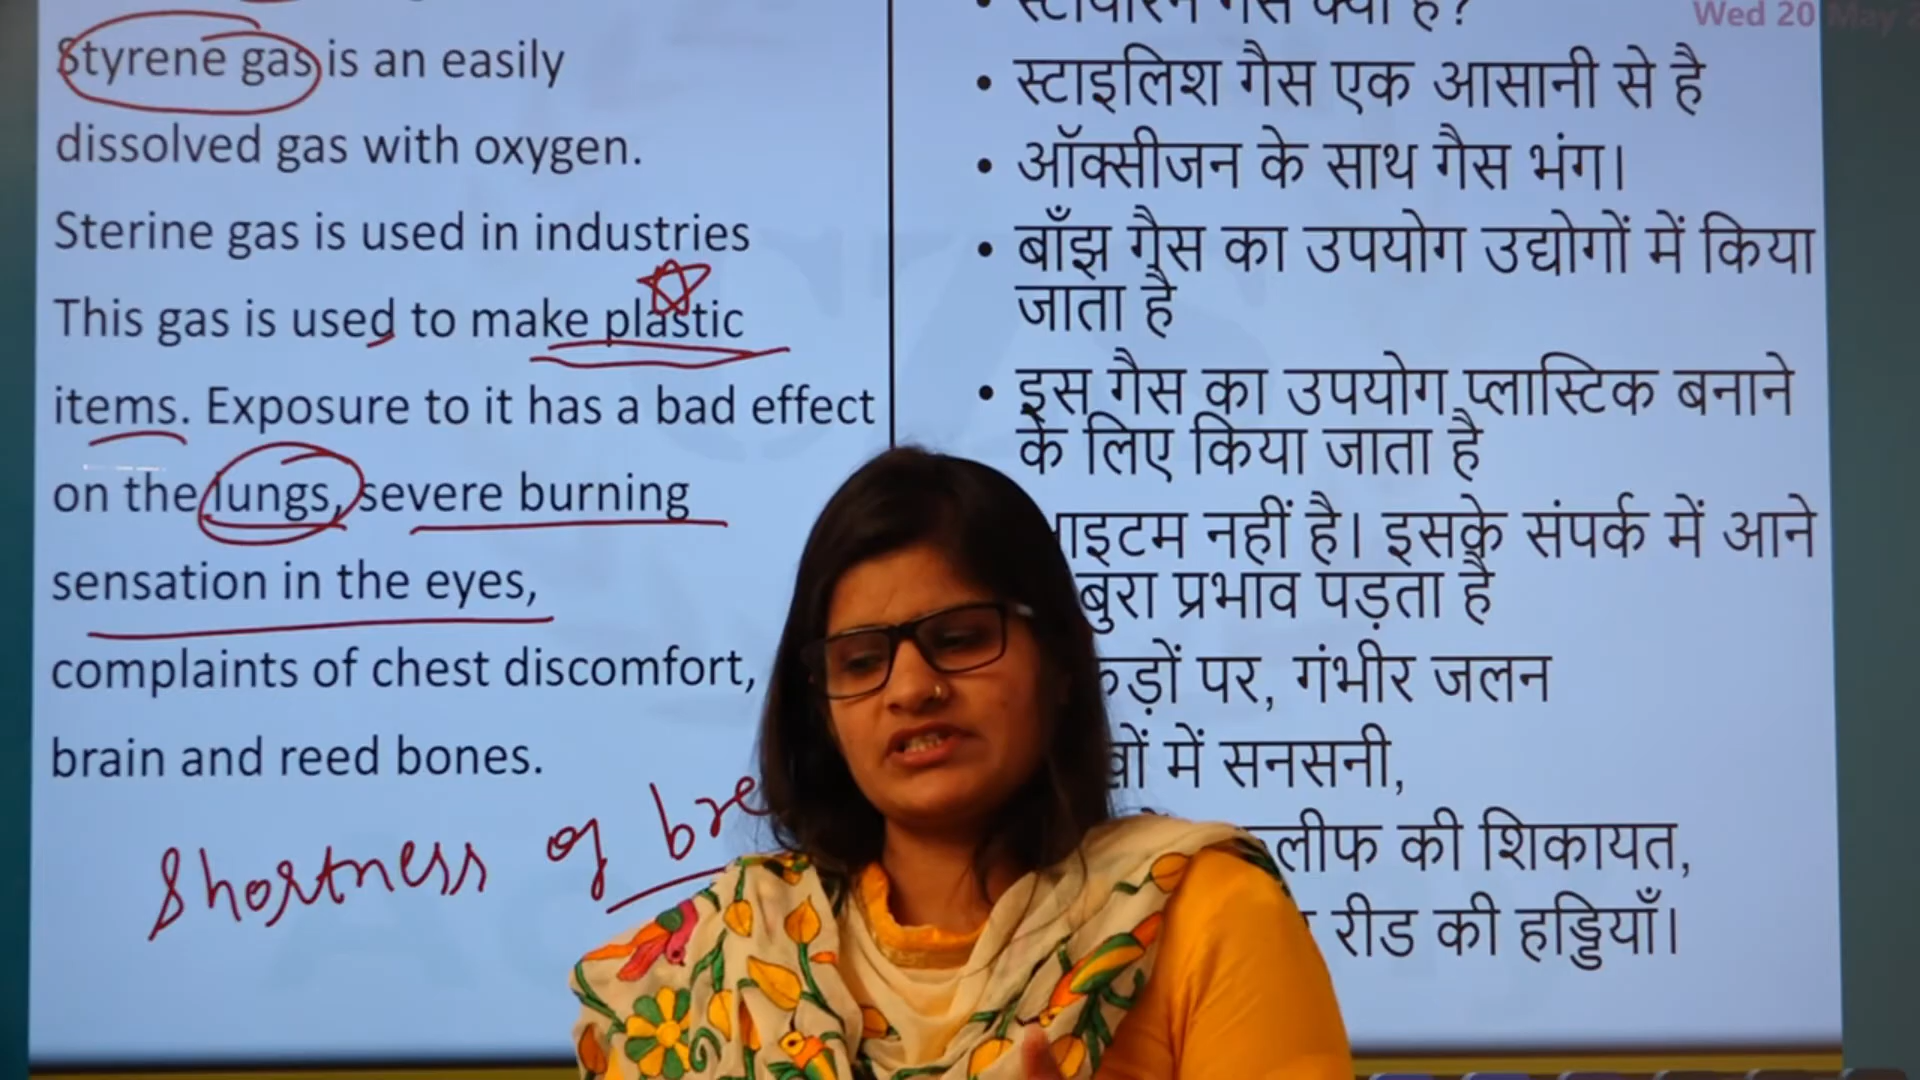 Styrene gas is an easily
dissolved gas with oxygen.
Sterine gas is used in industries
This gas is used to make plastic
items. Exposure to it has a bad effect
on the lungs, severe burning
sensation in the eyes,
complaints of chest discomfort,
brain and reed bones.
Shortness of
Wed 20 May
• स्टाइलिश गैस एक आसानी से है
• ऑक्सीजन के साथ गैस भंग।
• बाँझ गैस का उपयोग उद्योगों में किया
जाता है
• इस गैस का उपयोग प्लास्टिक बनाने
के लिए किया जाता है
नहीं है। इसके संपर्क में आने
बुरा प्रभाव पड़ता है
पर, गंभीर जलन
में सनसनी,
की शिकायत,
रीड की हड्डियाँ।